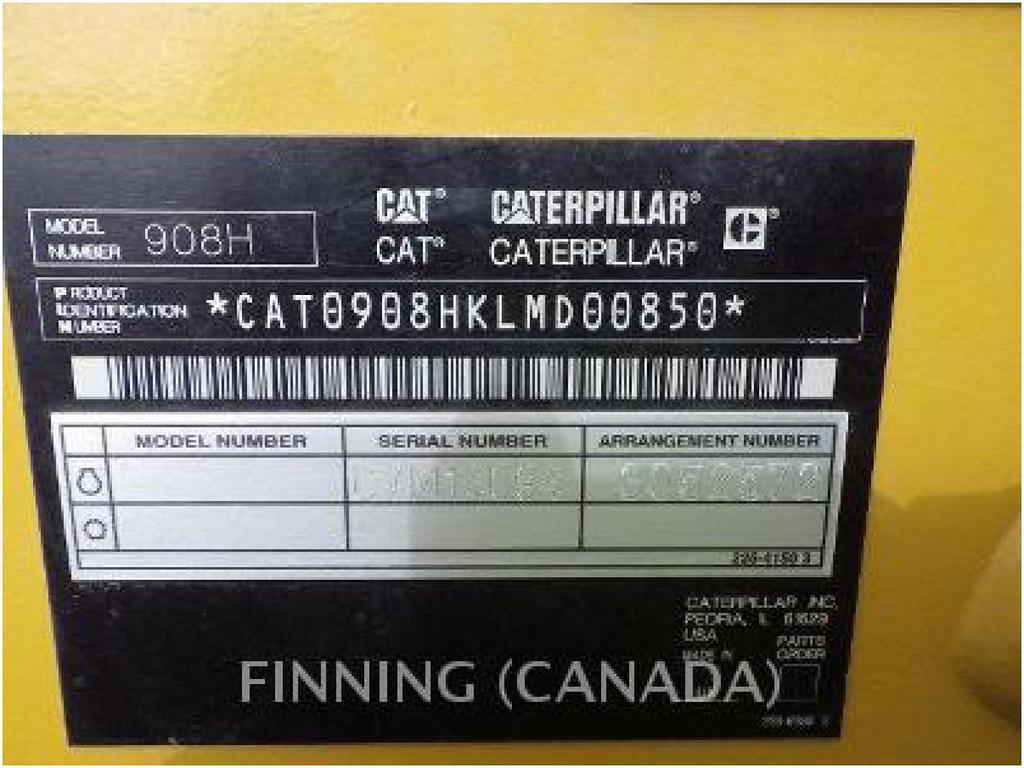 CAT® CATERPILLAR®
MODEL NUMBER 908H
CAT® CATERPILLAR®
PRODUCT
IDENTIFICATION
NUMBER
*CAT0908HKLMD00850*
MODEL NUMBER SERIAL NUMBER ARRANGEMENT NUMBER
CATERPILLAR INC.
PEORIA, IL 61629
USA
PARTS
MADE IN ORDER
FINNING (CANADA)